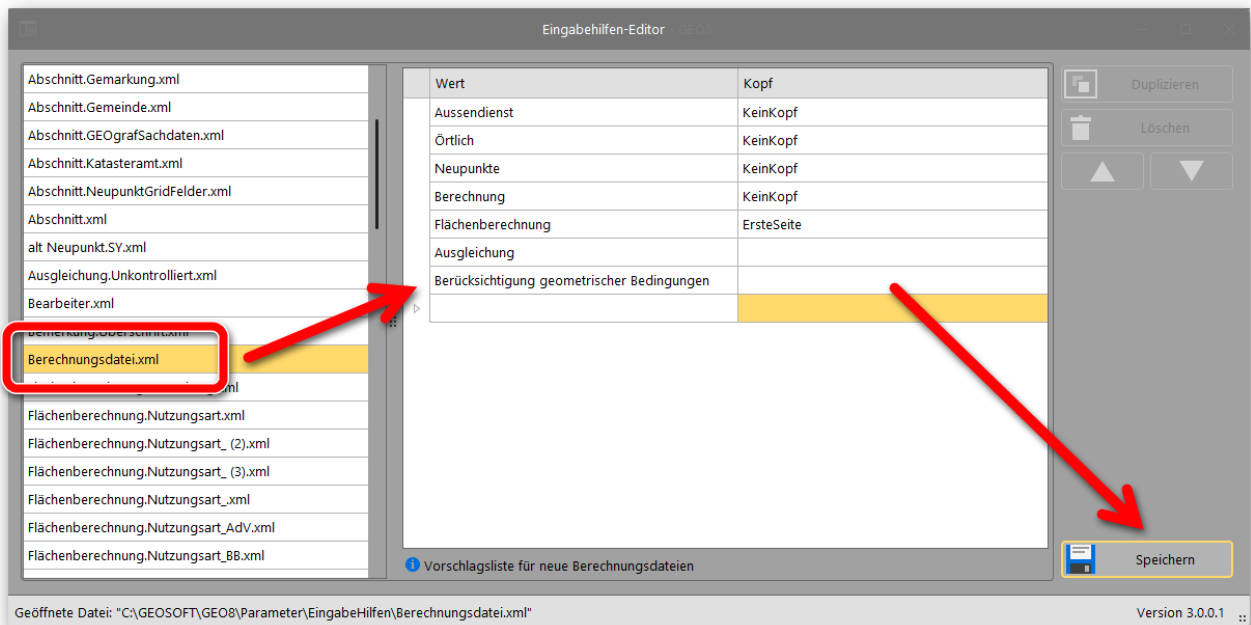 Eingabehilfen-Editor - GEO8
Abschnitt.Gemarkung.xml
Abschnitt.Gemeinde.xml
Abschnitt.GEOgrafSachdaten.xml
Abschnitt.Katasteramt.xml
Abschnitt.NeupunktGridFelder.xml
Abschnitt.xml
alt Neupunkt.SY.xml
Ausgleichung.Unkontrolliert.xml
Bearbeiter.xml
Bemerkung.Überschrift.xml
Berechnungsdatei.xml
Flächenberechnung.Nutzungsart.xml
Flächenberechnung.Nutzungsart_ (2).xml
Flächenberechnung.Nutzungsart_ (3).xml
Flächenberechnung.Nutzungsart_.xml
Flächenberechnung.Nutzungsart_AdV.xml
Flächenberechnung.Nutzungsart_BB.xml
Wert Kopf
Aussendienst KeinKopf
Örtlich KeinKopf
Neupunkte KeinKopf
Berechnung KeinKopf
Flächenberechnung ErsteSeite
Ausgleichung
Berücksichtigung geometrischer Bedingungen
Vorschlagsliste für neue Berechnungsdateien
Duplizieren
Löschen
Speichern
Geöffnete Datei: "C:\GEOSOFT\GEO8\Parameter\EingabeHilfen\Berechnungsdatei.xml"
Version 3.0.0.1